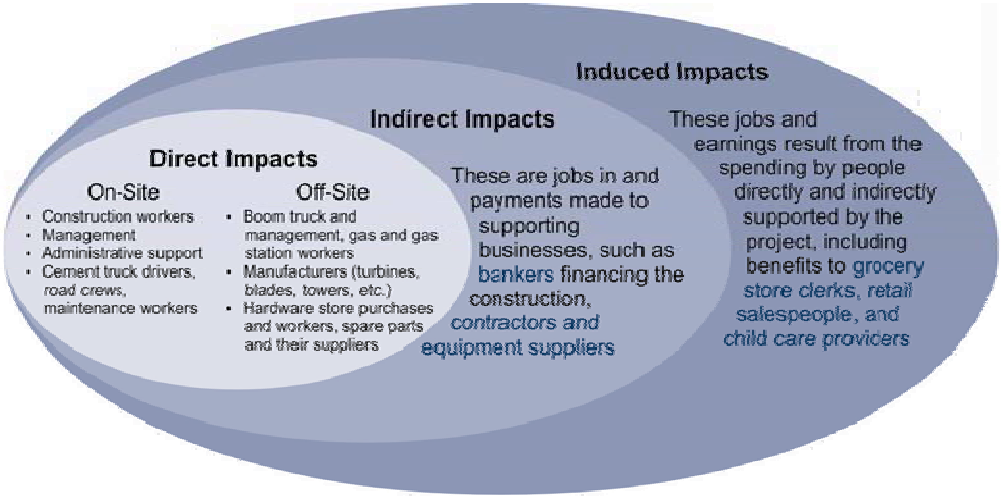 Induced Impacts
These jobs and
earnings result from the
spending by people
directly and indirectly
supported by the
project, including
benefits to grocery
store clerks, retail
salespeople, and
child care providers
Indirect Impacts
These are jobs in and
payments made to
supporting
businesses, such as
bankers financing the
construction,
contractors and
equipment suppliers
Direct Impacts
On-Site
• Construction workers
• Management
• Administrative support
• Cement truck drivers,
road crews,
maintenance workers
Off-Site
• Boom truck and
management, gas and gas
station workers
• Manufacturers (turbines,
blades, towers, etc.)
• Hardware store purchases
and workers, spare parts
and their suppliers